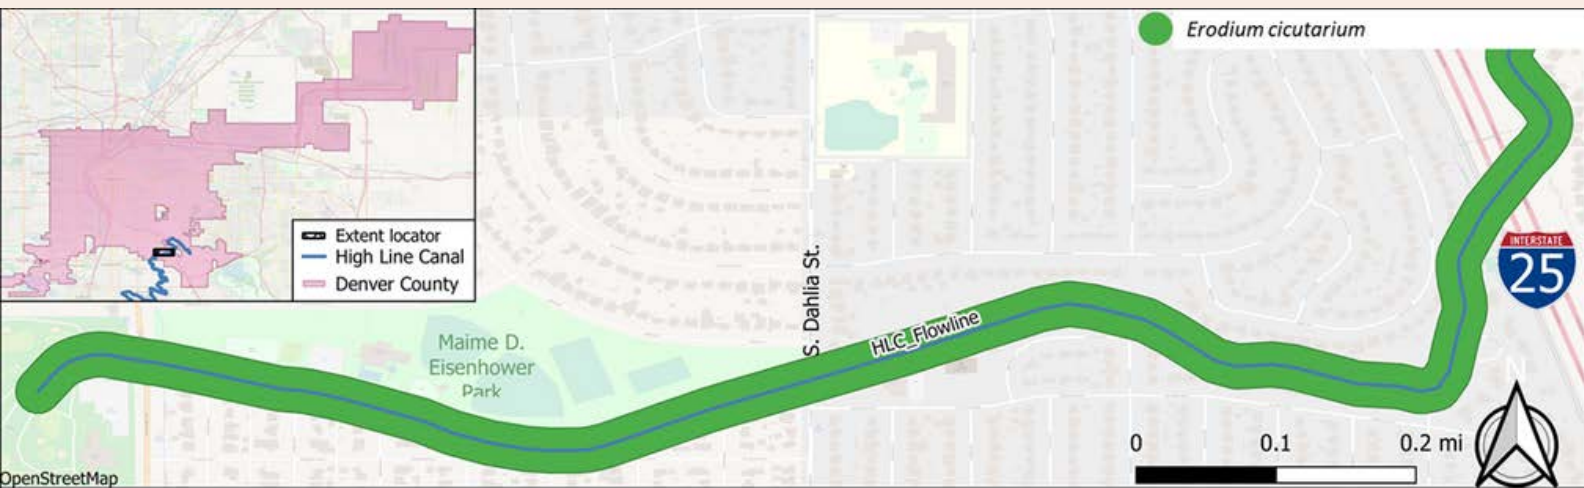 Erodium cicutarium
Extent locator
High Line Canal
Denver County
S. Dahlia St.
HLC_Flowline
INTERSTATE
25
Maime D.
Eisenhower
Park
N
0 0.1 0.2 mi
OpenStreetMap